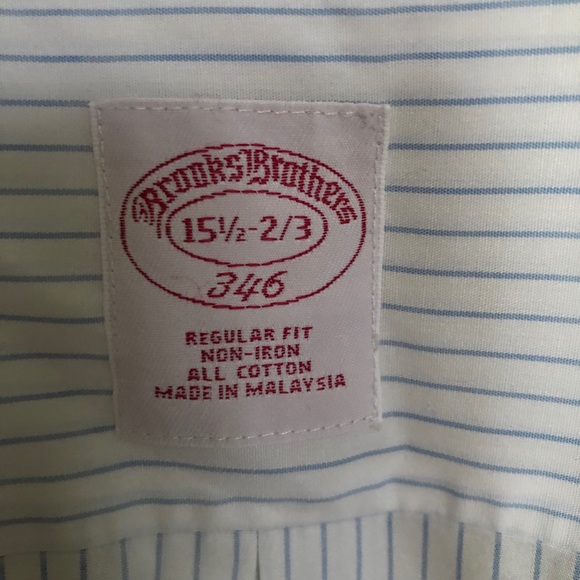 Brooks Brothers
15½-2/3
346
REGULAR FIT
NON-IRON
ALL COTTON
MADE IN MALAYSIA